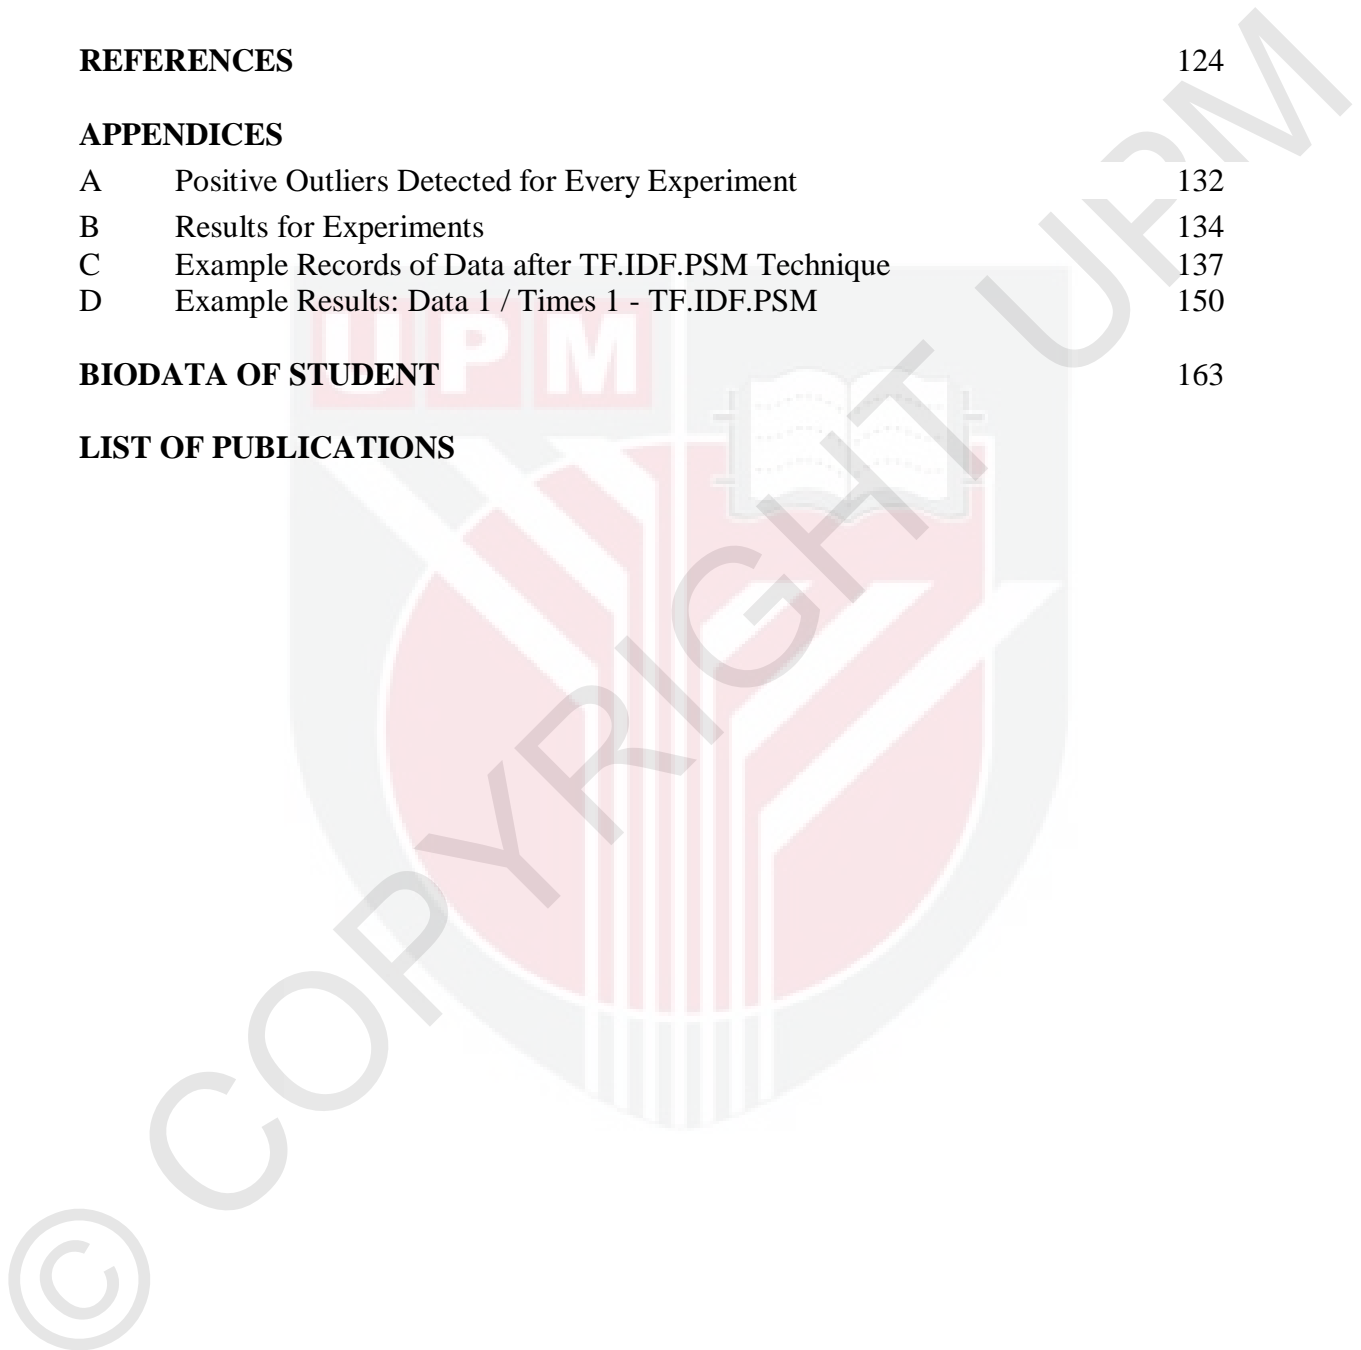 REFERENCES 124
APPENDICES
A Positive Outliers Detected for Every Experiment 132
B Results for Experiments 134
C Example Records of Data after TF.IDF.PSM Technique 137
D Example Results: Data 1 / Times 1 - TF.IDF.PSM 150
UPM
BIODATA OF STUDENT 163
LIST OF PUBLICATIONS
© COPYRIGHT UPM